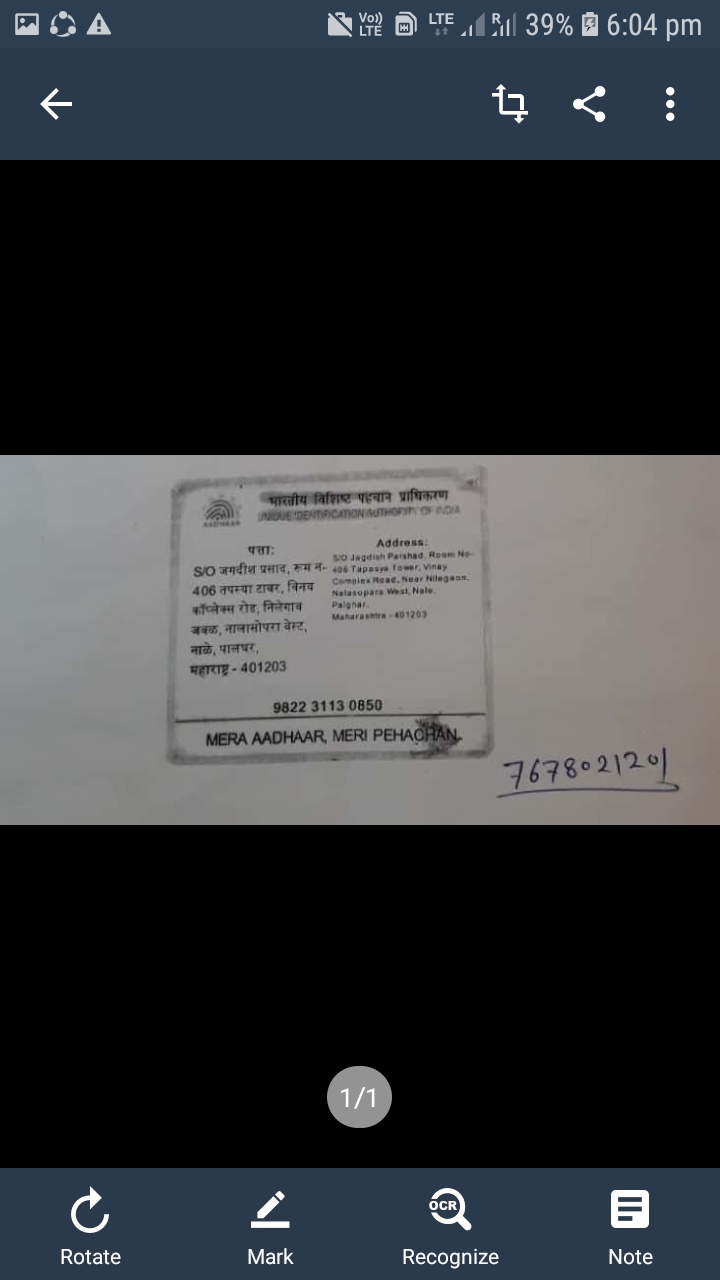 Vo)) LTE LTE R 39% 6:04 pm
भारतीय विशिष्ट पहचान प्राधिकरण
UNIQUE IDENTIFICATION AUTHORITY OF INDIA
AADHAAR
पत्ता:
S/O जगदीश प्रसाद, रूम न-
406 तपस्या टावर, विनय
कॉप्लेक्स रोड, निलेगाव
जवळ, नालासोपरा वेस्ट,
नाळे, पालघर,
महाराष्ट्र - 401203
Address:
S/O Jagdish Parshad, Room No-
406 Tapasya Tower, Vinay
Complex Road, Near Nilegaon,
Nalasopara West, Nale,
Palghar,
Maharashtra - 401203
9822 3113 0850
MERA AADHAAR, MERI PEHACHAN
7678021201
1/1
OCR
Rotate Mark Recognize Note